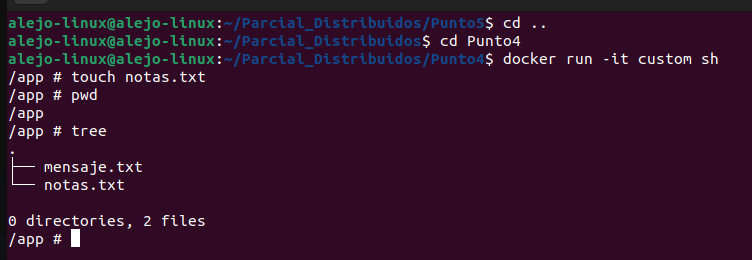 alejo-linux@alejo-linux:~/Parcial_Distribuidos/Punto5$ cd ..
alejo-linux@alejo-linux:~/Parcial_Distribuidos$ cd Punto4
alejo-linux@alejo-linux:~/Parcial_Distribuidos/Punto4$ docker run -it custom sh
/app # touch notas.txt
/app # pwd
/app
/app # tree
.
├── mensaje.txt
└── notas.txt
0 directories, 2 files
/app #